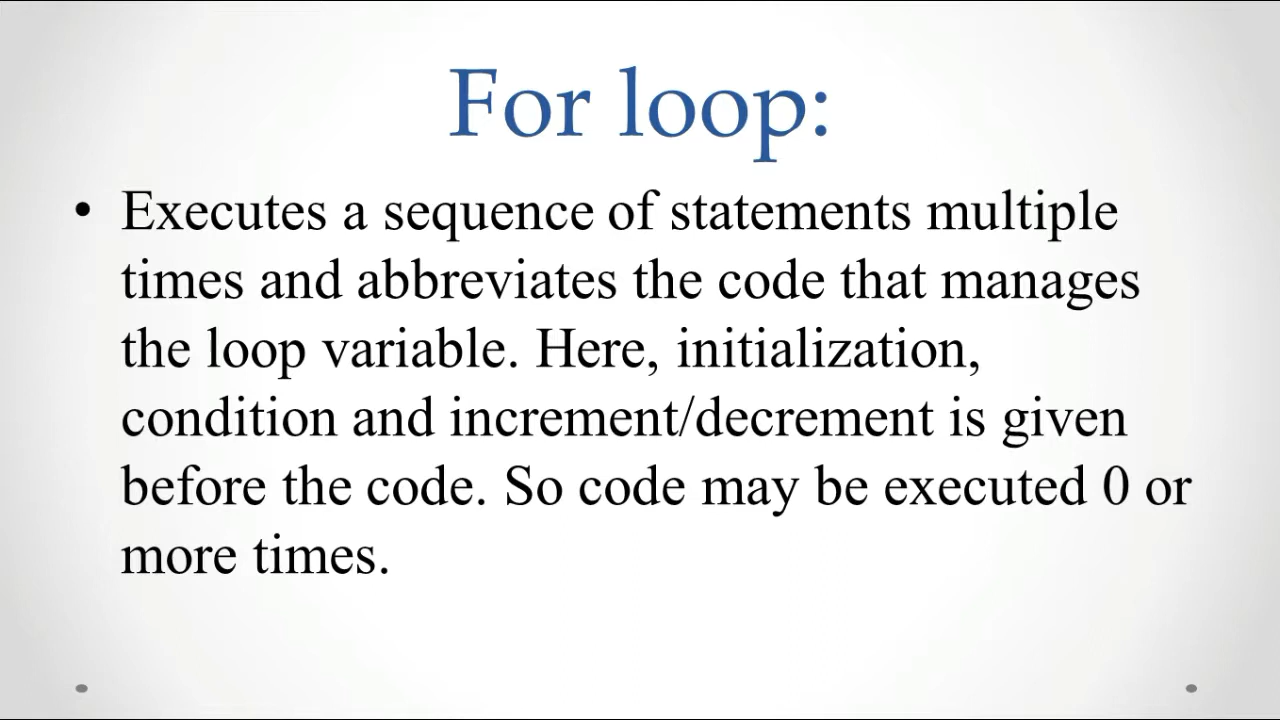 For loop:
• Executes a sequence of statements multiple
times and abbreviates the code that manages
the loop variable. Here, initialization,
condition and increment/decrement is given
before the code. So code may be executed 0 or
more times.